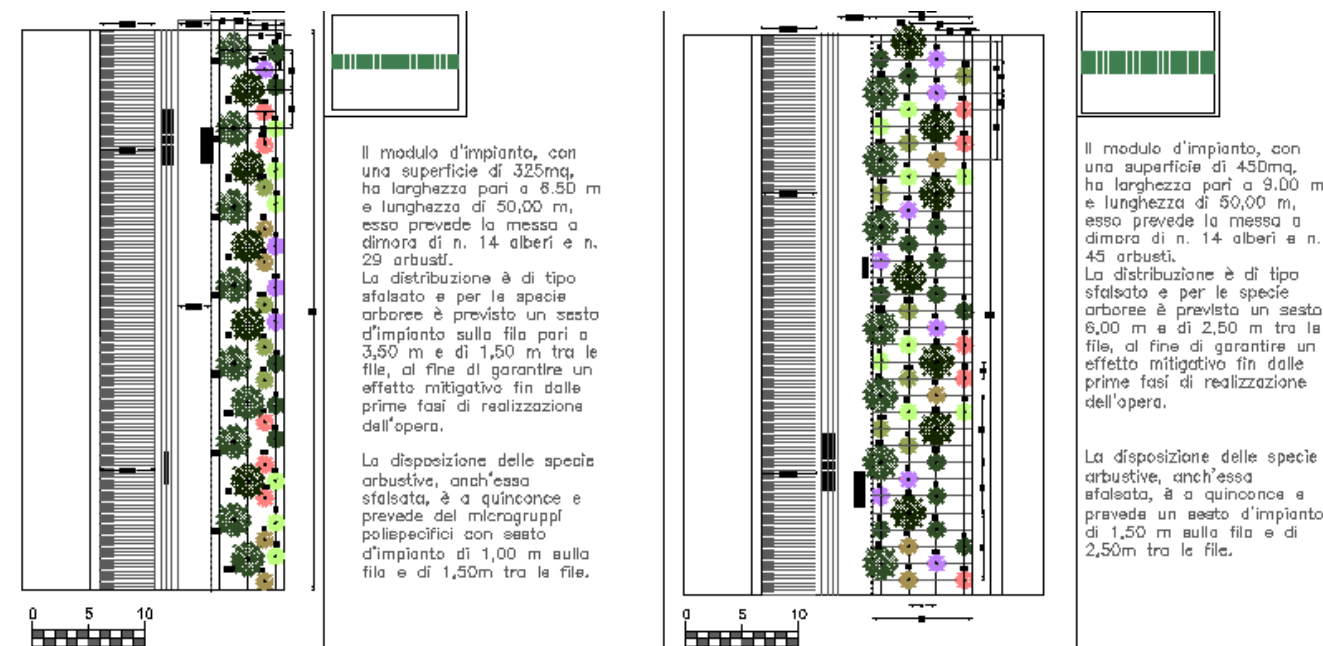 Il modulo d'impianto, con
una superficie di 325mq,
ha larghezza pari a 6.50 m
e lunghezza di 50,00 m,
esso prevede la messa a
dimora di n. 14 alberi e n.
29 arbusti.
La distribuzione è di tipo
sfalsato e per le specie
arboree è previsto un sesto
d'impianto sulla fila pari a
3,50 m e di 1,50 m tra le
file, al fine di garantire un
effetto mitigativo fin dalle
prime fasi di realizzazione
dell'opera.
La disposizione delle specie
arbustive, anch'essa
sfalsata, è a quinconce e
prevede dei microgruppi
polispecifici con sesto
d'impianto di 1,00 m sulla
fila e di 1,50m tra le file.
0 5 10
Il modulo d'impianto, con
una superficie di 450mq,
ha larghezza pari a 9.00 m
e lunghezza di 50,00 m,
esso prevede la messa a
dimora di n. 14 alberi e n.
45 arbusti.
La distribuzione è di tipo
sfalsato e per le specie
arboree è previsto un sesto
6,00 m e di 2,50 m tra le
file, al fine di garantire un
effetto mitigativo fin dalle
prime fasi di realizzazione
dell'opera.
La disposizione delle specie
arbustive, anch'essa
sfalsata, è a quinconce e
prevede un sesto d'impianto
di 1,50 m sulla fila e di
2,50m tra le file.
0 5 10